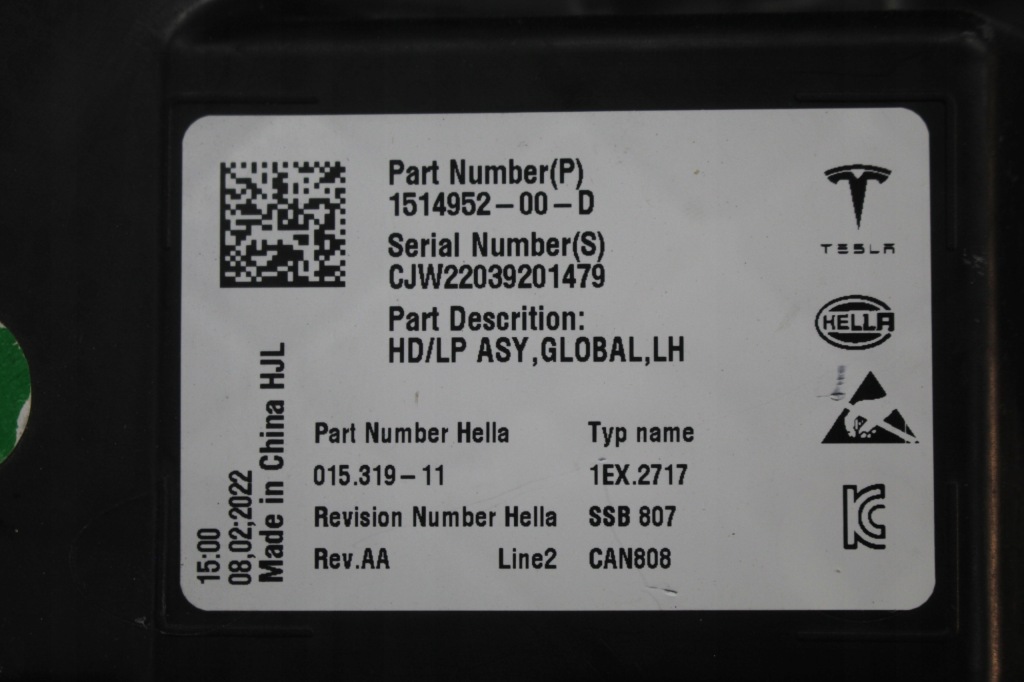 Part Number(P)
1514952-00-D
Serial Number(S)
CJW22039201479
Part Descrition:
HD/LP ASY,GLOBAL,LH
TESLA
HELLA
Part Number Hella
Typ name
015.319-11
1EX.2717
Revision Number Hella
SSB 807
Rev.AA
Line2
CAN808
15:00
08,02;2022
Made in China HJL